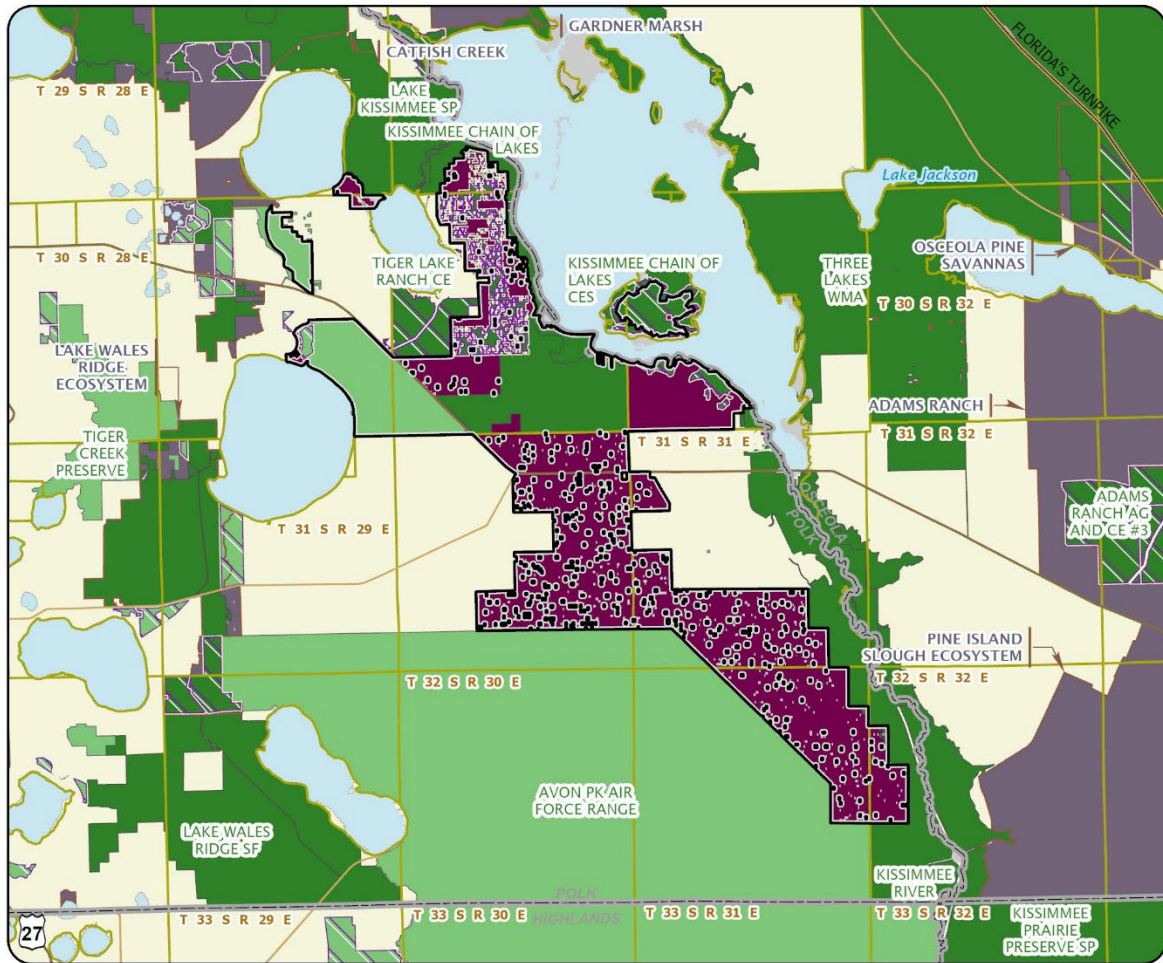 GARDNER MARSH
CATFISH CREEK
FLORIDA'S TURNPIKE
T 29 S R 28 E
LAKE
KISSIMMEE SP
KISSIMMEE CHAIN OF
LAKES
Lake Jackson
T 30 S R 28 E
TIGER LAKE
RANCH CE
KISSIMMEE CHAIN OF
LAKES
CES
THREE
LAKES
WMA
OSCEOLA PINE
SAVANNAS
T 30 S R 32 E
LAKE WALES
RIDGE
ECOSYSTEM
ADAMS RANCH
TIGER
CREEK
PRESERVE
T 31 S R 31 E
T 31 S R 32 E
OSCEOLA
POLK
ADAMS
RANCH AG
AND CE #3
T 31 S R 29 E
PINE ISLAND
SLOUGH ECOSYSTEM
T 32 S R 30 E
T 32 S R 32 E
AVON PK AIR
FORCE RANGE
LAKE WALES
RIDGE SF
KISSIMMEE
RIVER
POLK
HIGHLANDS
T 33 S R 29 E
T 33 S R 30 E
T 33 S R 31 E
T 33 S R 32 E
27
KISSIMMEE
PRAIRIE
PRESERVE SP